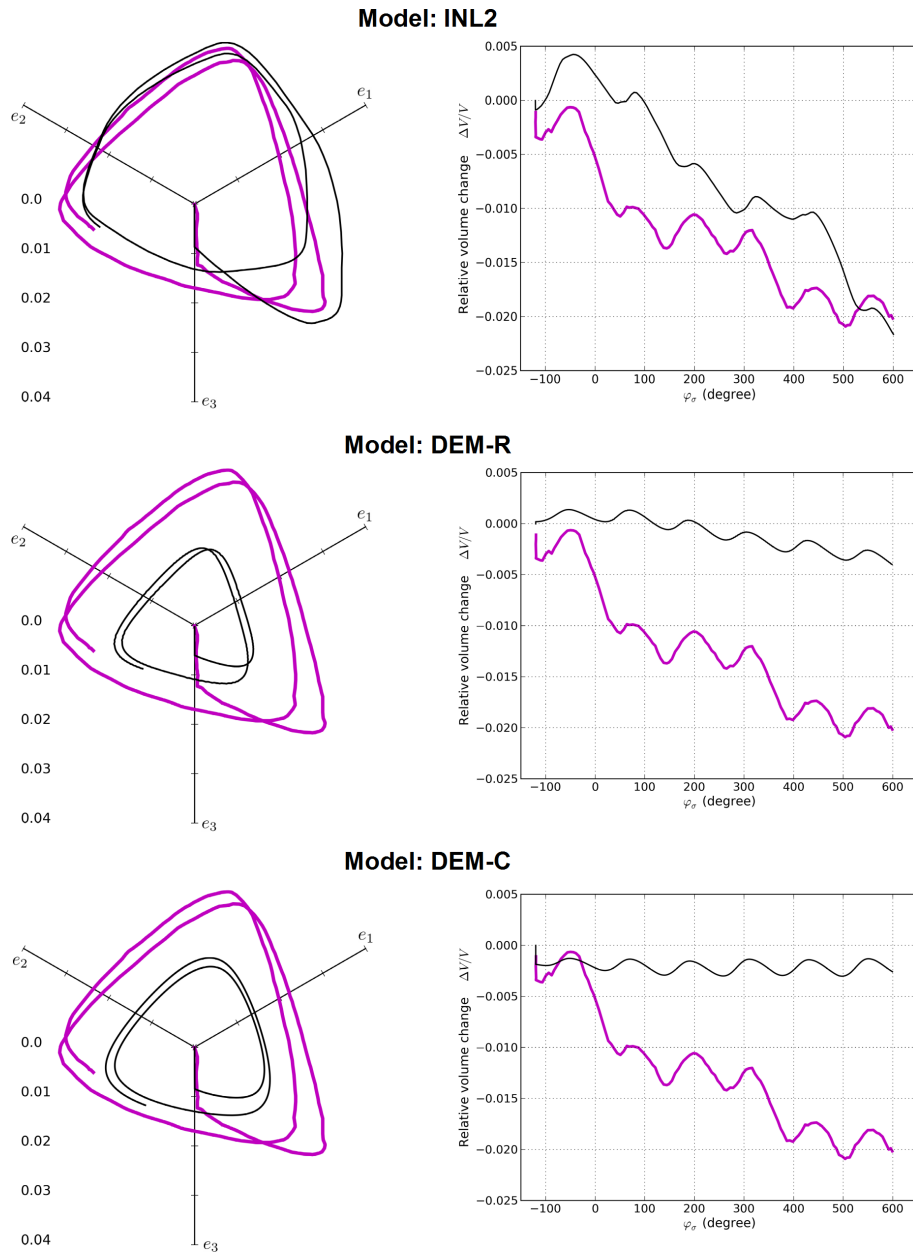 Model: INL2
e₁
e₂
0.0
0.01
0.02
0.03
0.04
e₃
Relative volume change ΔV/V
0.005
0.000
−0.005
−0.010
−0.015
−0.020
−0.025
−100 0 100 200 300 400 500 600
φσ (degree)
Model: DEM-R
e₁
e₂
0.0
0.01
0.02
0.03
0.04
e₃
Relative volume change ΔV/V
0.005
0.000
−0.005
−0.010
−0.015
−0.020
−0.025
−100 0 100 200 300 400 500 600
φσ (degree)
Model: DEM-C
e₁
e₂
0.0
0.01
0.02
0.03
0.04
e₃
Relative volume change ΔV/V
0.005
0.000
−0.005
−0.010
−0.015
−0.020
−0.025
−100 0 100 200 300 400 500 600
φσ (degree)